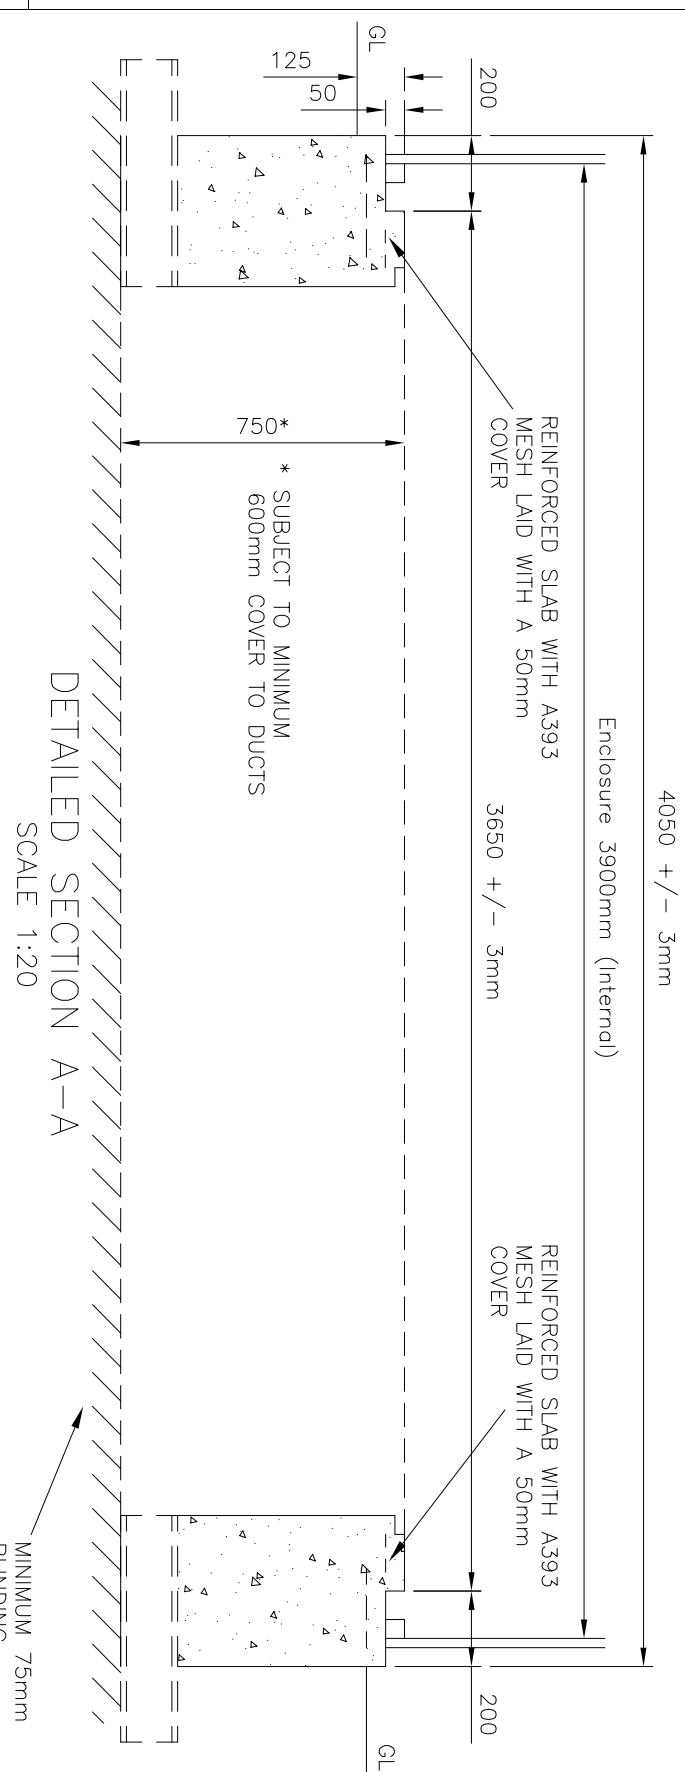 4050 +/- 3mm
Enclosure 3900mm (Internal)
200
3650 +/- 3mm
200
REINFORCED SLAB WITH A393
MESH LAID WITH A 50mm
COVER
REINFORCED SLAB WITH A393
MESH LAID WITH A 50mm
COVER
GL
125
50
GL
750*
* SUBJECT TO MINIMUM
600mm COVER TO DUCTS
DETAILED SECTION A-A
SCALE 1:20
MINIMUM 75mm